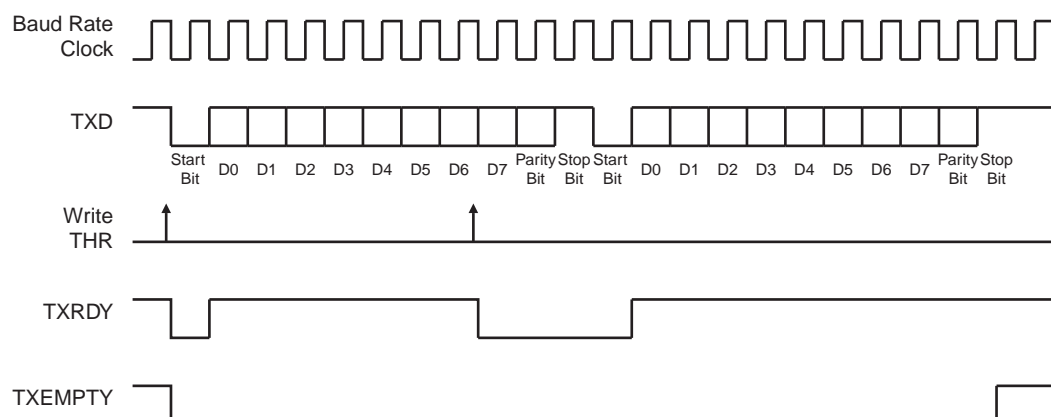 Baud Rate
Clock
TXD
Start
Bit
D0
D1
D2
D3
D4
D5
D6
D7
Parity
Bit
Stop
Bit
Start
Bit
D0
D1
D2
D3
D4
D5
D6
D7
Parity
Bit
Stop
Bit
Write
THR
TXRDY
TXEMPTY